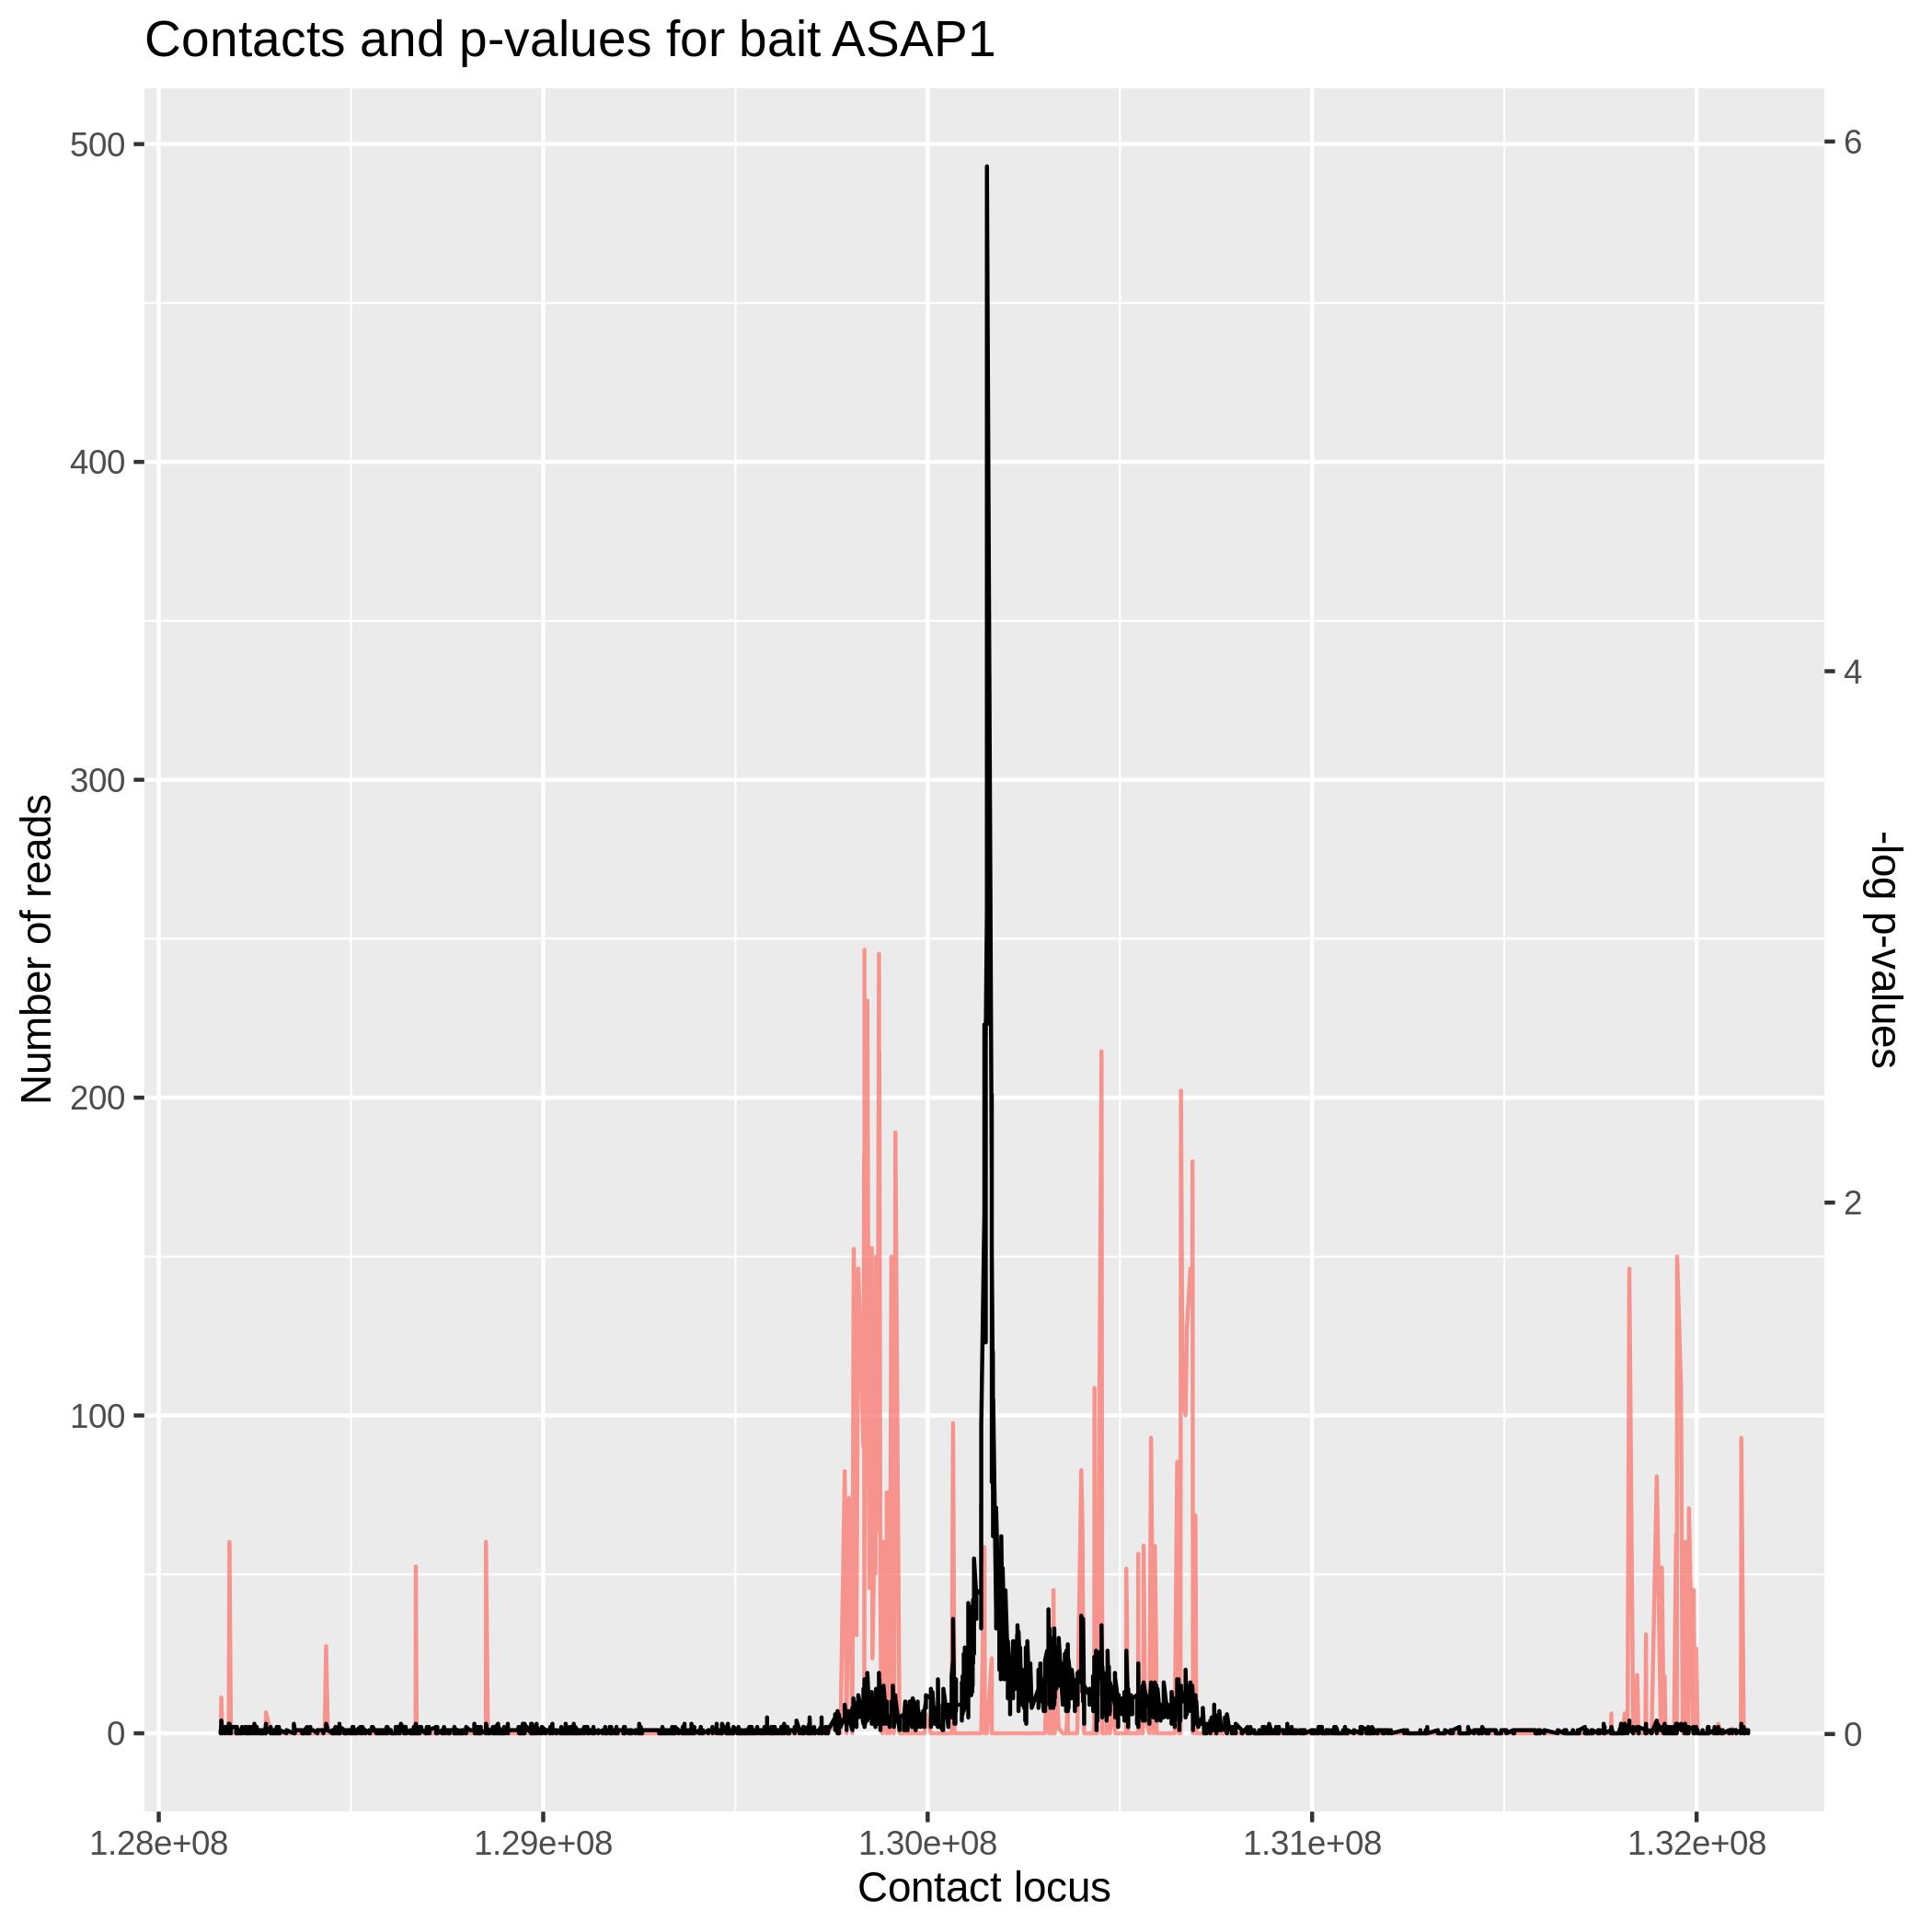 Contacts and p-values for bait ASAP1
500
400
300
200
100
0
Number of reads
6
4
2
0
-log p-values
1.28e+08
1.29e+08
1.30e+08
1.31e+08
1.32e+08
Contact locus